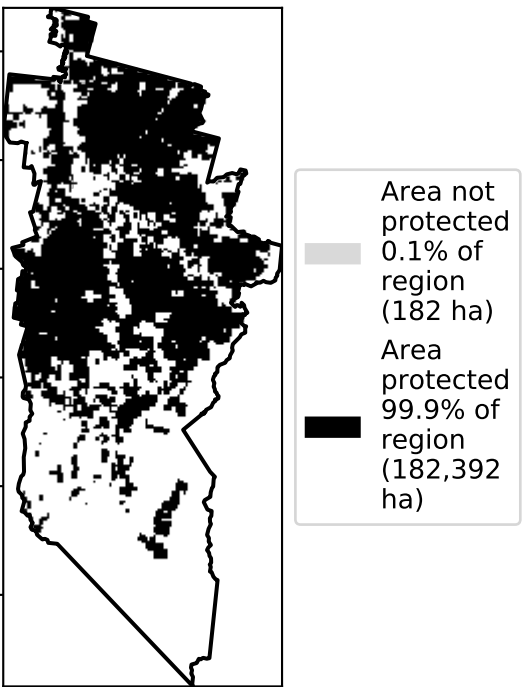 Area not
protected
0.1% of
region
(182 ha)
Area
protected
99.9% of
region
(182,392
ha)